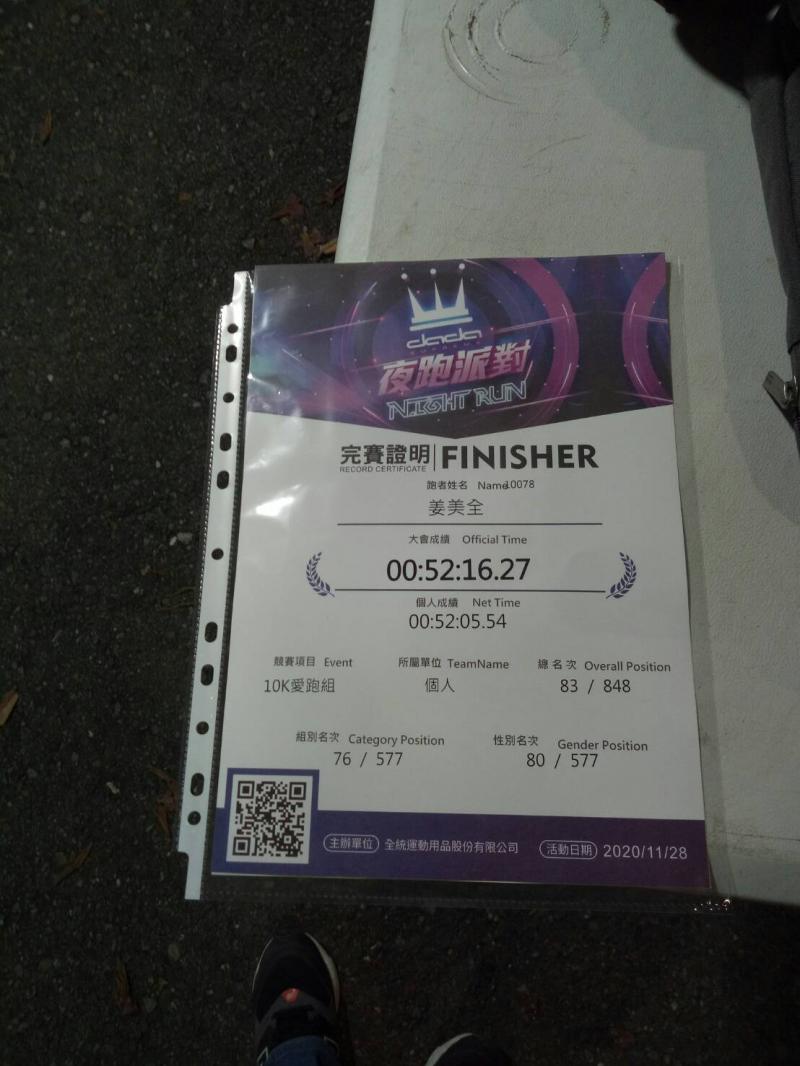 dada
夜跑派對
NIGHT RUN
完賽證明 FINISHER
RECORD CERTIFICATE
跑者姓名 Name 10078
姜美全
大會成績 Official Time
00:52:16.27
個人成績 Net Time
00:52:05.54
競賽項目 Event 所屬單位 TeamName 總名次 Overall Position
10K愛跑組 個人 83 / 848
組別名次 Category Position 性別名次 Gender Position
76 / 577 80 / 577
主辦單位 全統運動用品股份有限公司 活動日期 2020/11/28